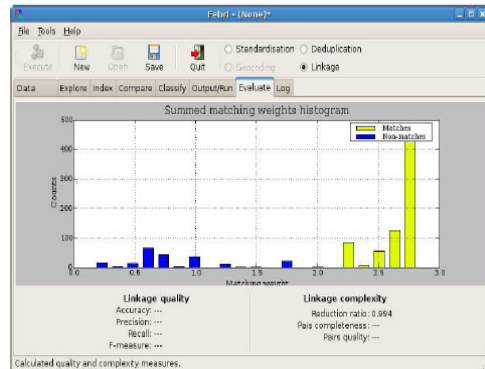 Febrl - (None)*
File Tools Help
Execute New Open Save Quit
Standardisation Deduplication
Geocoding Linkage
Data Explore Index Compare Classify Output/Run Evaluate Log
Summed matching weights histogram
500
400
300
200
100
0
Counts
Matches
Non-matches
0.0 0.5 1.0 1.5 2.0 2.5 3.0
Matching weight
Linkage quality
Accuracy: ---
Precision: ---
Recall: ---
F-measure: ---
Linkage complexity
Reduction ratio: 0.994
Pais completeness: ---
Pairs quality: ---
Calculated quality and complexity measures.